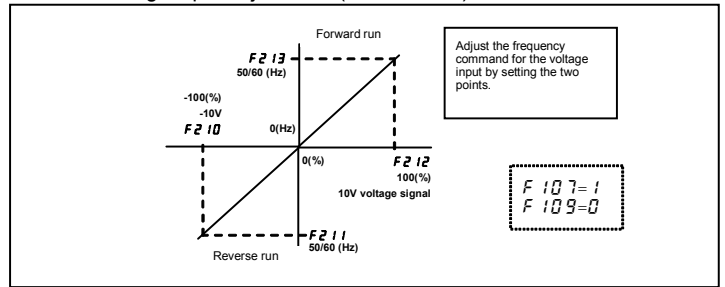 Forward run
F213
50/60 (Hz)
Adjust the frequency
command for the voltage
input by setting the two
points.
-100(%)
-10V
F210
0(Hz)
0(%)
F212
100(%)
10V voltage signal
F107=1
F109=0
F211
50/60 (Hz)
Reverse run